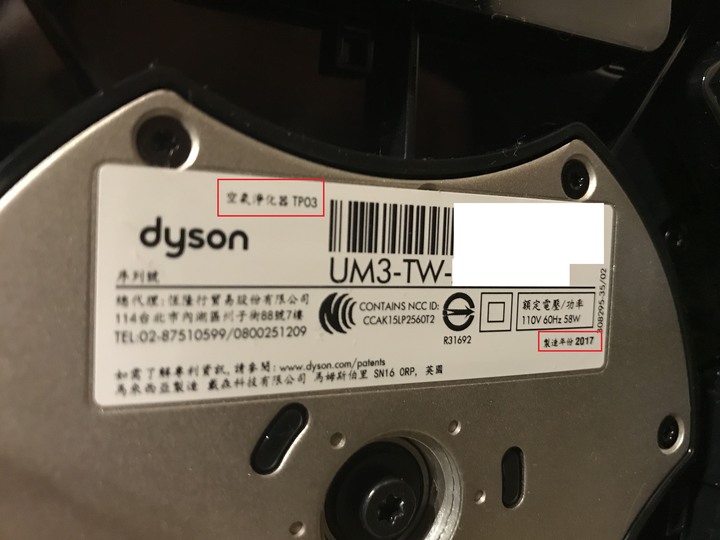 空氣淨化器 TP03
dyson
UM3-TW-
序列號
總代理:恆隆行貿易股份有限公司
114台北市內湖區洲子街88號7樓
TEL:02-87510599/0800251209
CONTAINS NCC ID:
CCAK15LP2560T2
R31692
額定電壓/功率
110V 60Hz 58W
製造年份 2017
308295-35/02
如需了解專利資訊,請參閱:www.dyson.com/patents
馬來西亞製造 戴森科技有限公司 馬姆斯伯里 SN16 0RP, 英國